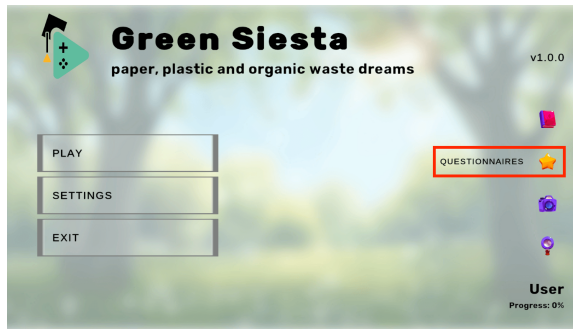 Green Siesta
paper, plastic and organic waste dreams
v1.0.0
PLAY
QUESTIONNAIRES
SETTINGS
EXIT
User
Progress: 0%